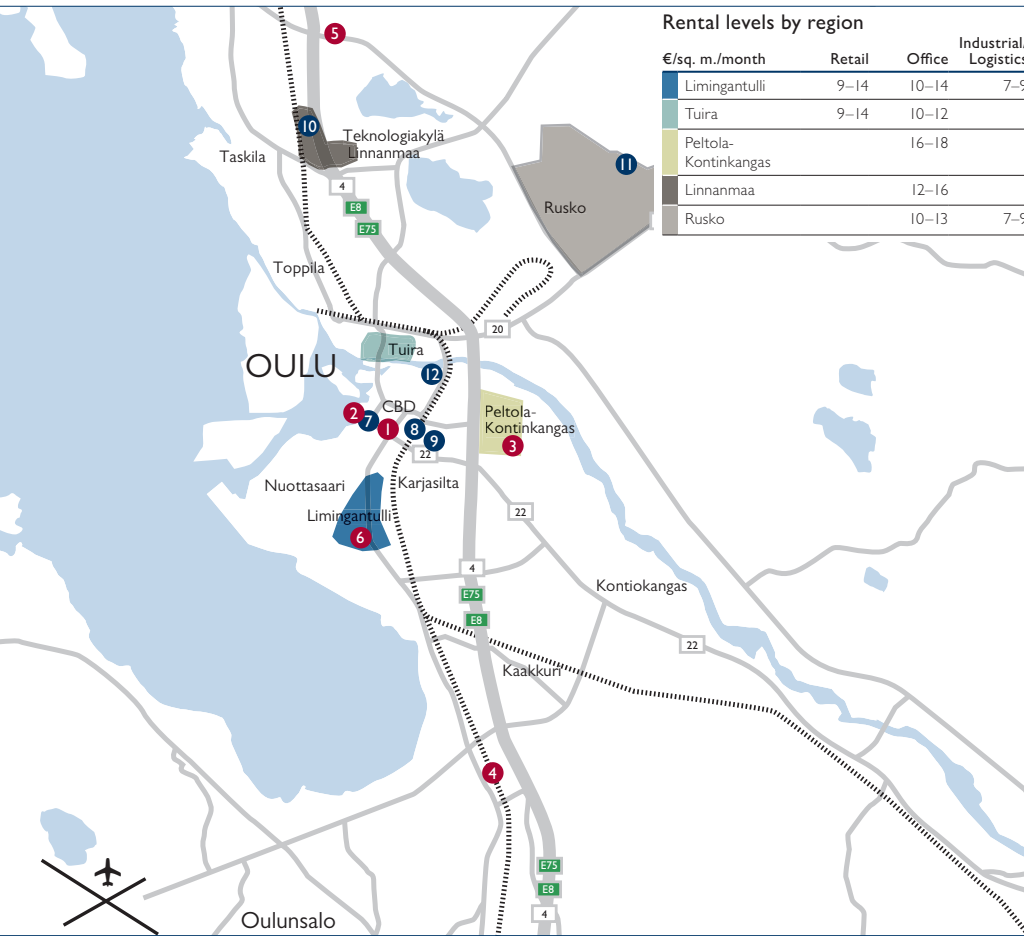 Rental levels by region
€/sq. m./month Retail Office Industrial/
Logistics
Limingantulli 9–14 10–14 7–9
Tuira 9–14 10–12
Peltola-
Kontinkangas 16–18
Linnanmaa 12–16
Rusko 10–13 7–9
5
10
Teknologiakylä
Linnanmaa
Taskila
4
E8
E75
11
Rusko
Toppila
20
Tuira
OULU
12
CBD
2
7
1
8
9
22
Peltola-
Kontinkangas
3
Nuottasaari
Karjasilta
Limingantulli
6
22
4
E75
E8
Kontiokangas
22
Kaakkuri
4
E75
E8
4
Oulunsalo